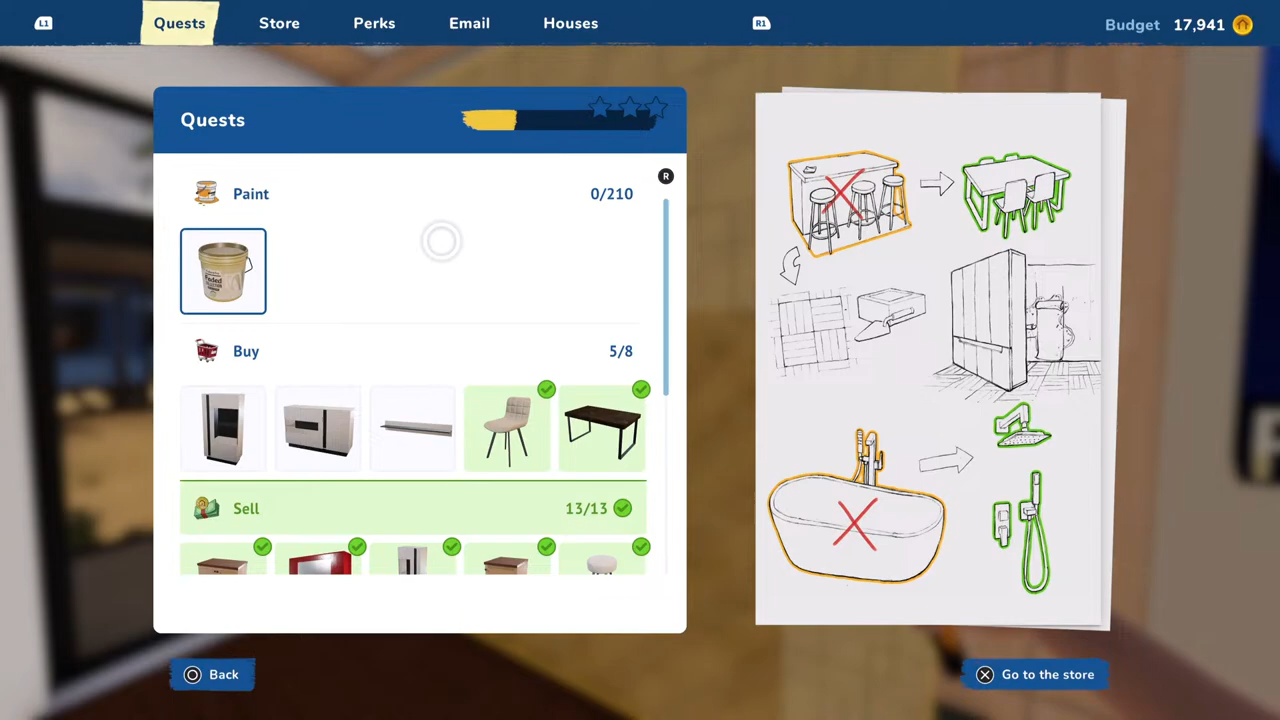 L1
Quests
Store
Perks
Email
Houses
R1
Budget 17,941
Quests
R
Paint
0/210
Faded
Buy
5/8
Sell
13/13
Back
Go to the store